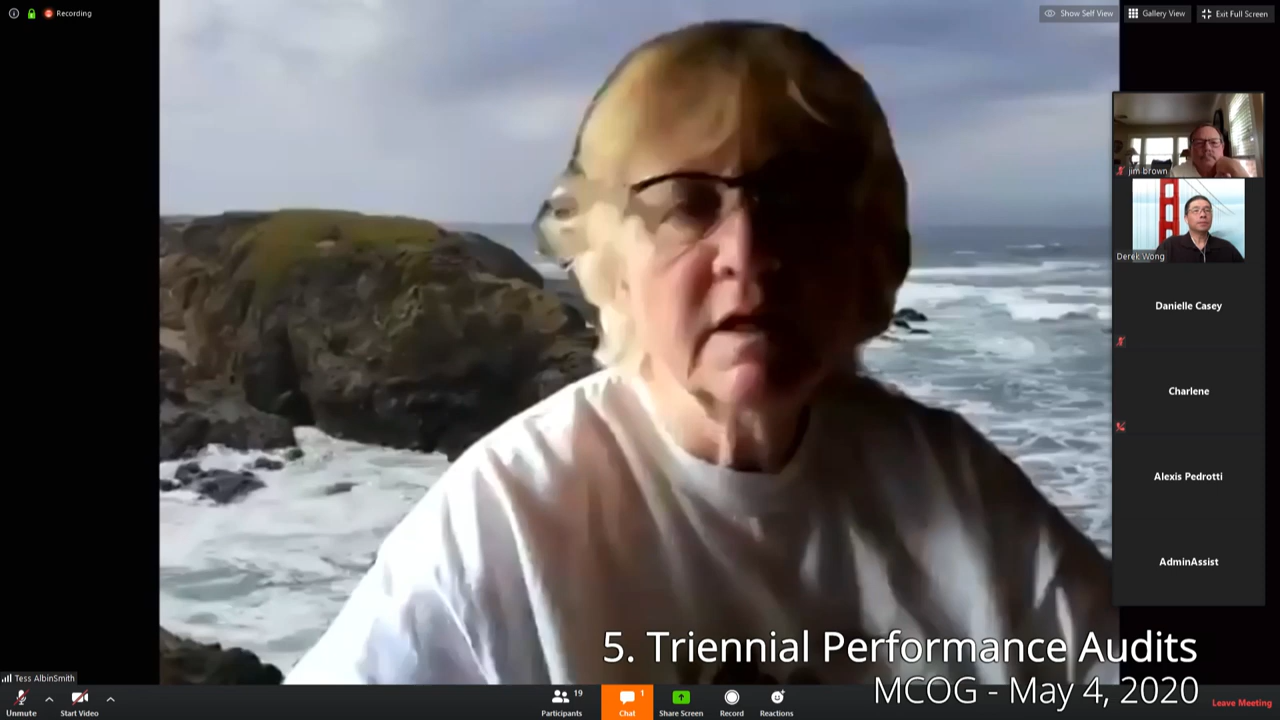 Recording
Show Self View
Gallery View
Exit Full Screen
jim brown
Derek Wong
Danielle Casey
Charlene
Alexis Pedrotti
AdminAssist
5. Triennial Performance Audits
MCOG - May 4, 2020
Tess AlbinSmith
Unmute
Start Video
Participants
19
Chat
1
Share Screen
Record
Reactions
Leave Meeting